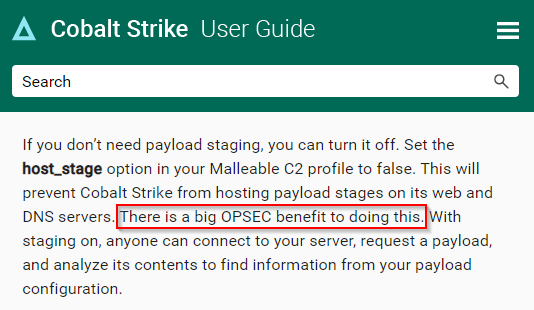 Cobalt Strike User Guide
Search
If you don’t need payload staging, you can turn it off. Set the
host_stage option in your Malleable C2 profile to false. This will
prevent Cobalt Strike from hosting payload stages on its web and
DNS servers. There is a big OPSEC benefit to doing this. With
staging on, anyone can connect to your server, request a payload,
and analyze its contents to find information from your payload
configuration.